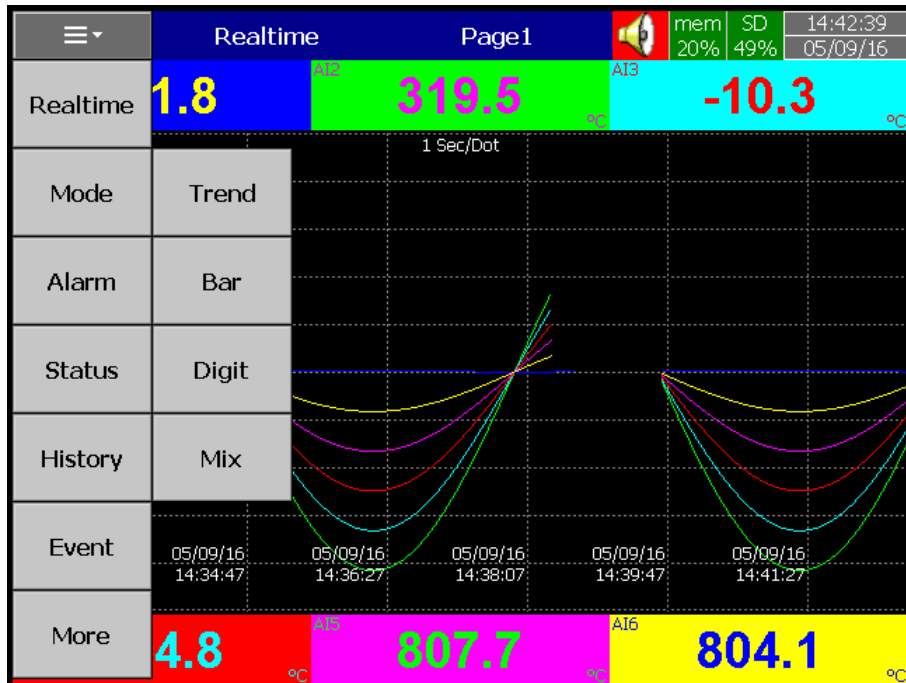 Realtime Page1 mem SD 14:42:39
20% 49% 05/09/16
Realtime 1.8 AI2 319.5 °C AI3 -10.3 °C
1 Sec/Dot
Mode Trend
Alarm Bar
Status Digit
History Mix
Event
05/09/16 05/09/16 05/09/16 05/09/16 05/09/16
14:34:47 14:36:27 14:38:07 14:39:47 14:41:27
More 4.8 °C AI5 807.7 °C AI6 804.1 °C